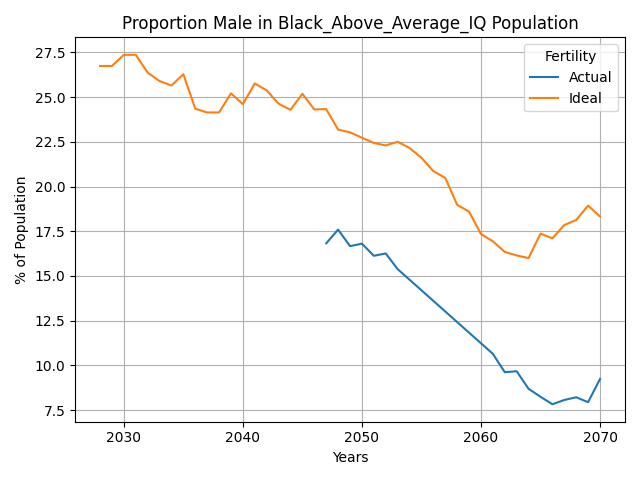 Proportion Male in Black_Above_Average_IQ Population
Fertility
Actual
Ideal
% of Population
27.5
25.0
22.5
20.0
17.5
15.0
12.5
10.0
7.5
2030 2040 2050 2060 2070
Years